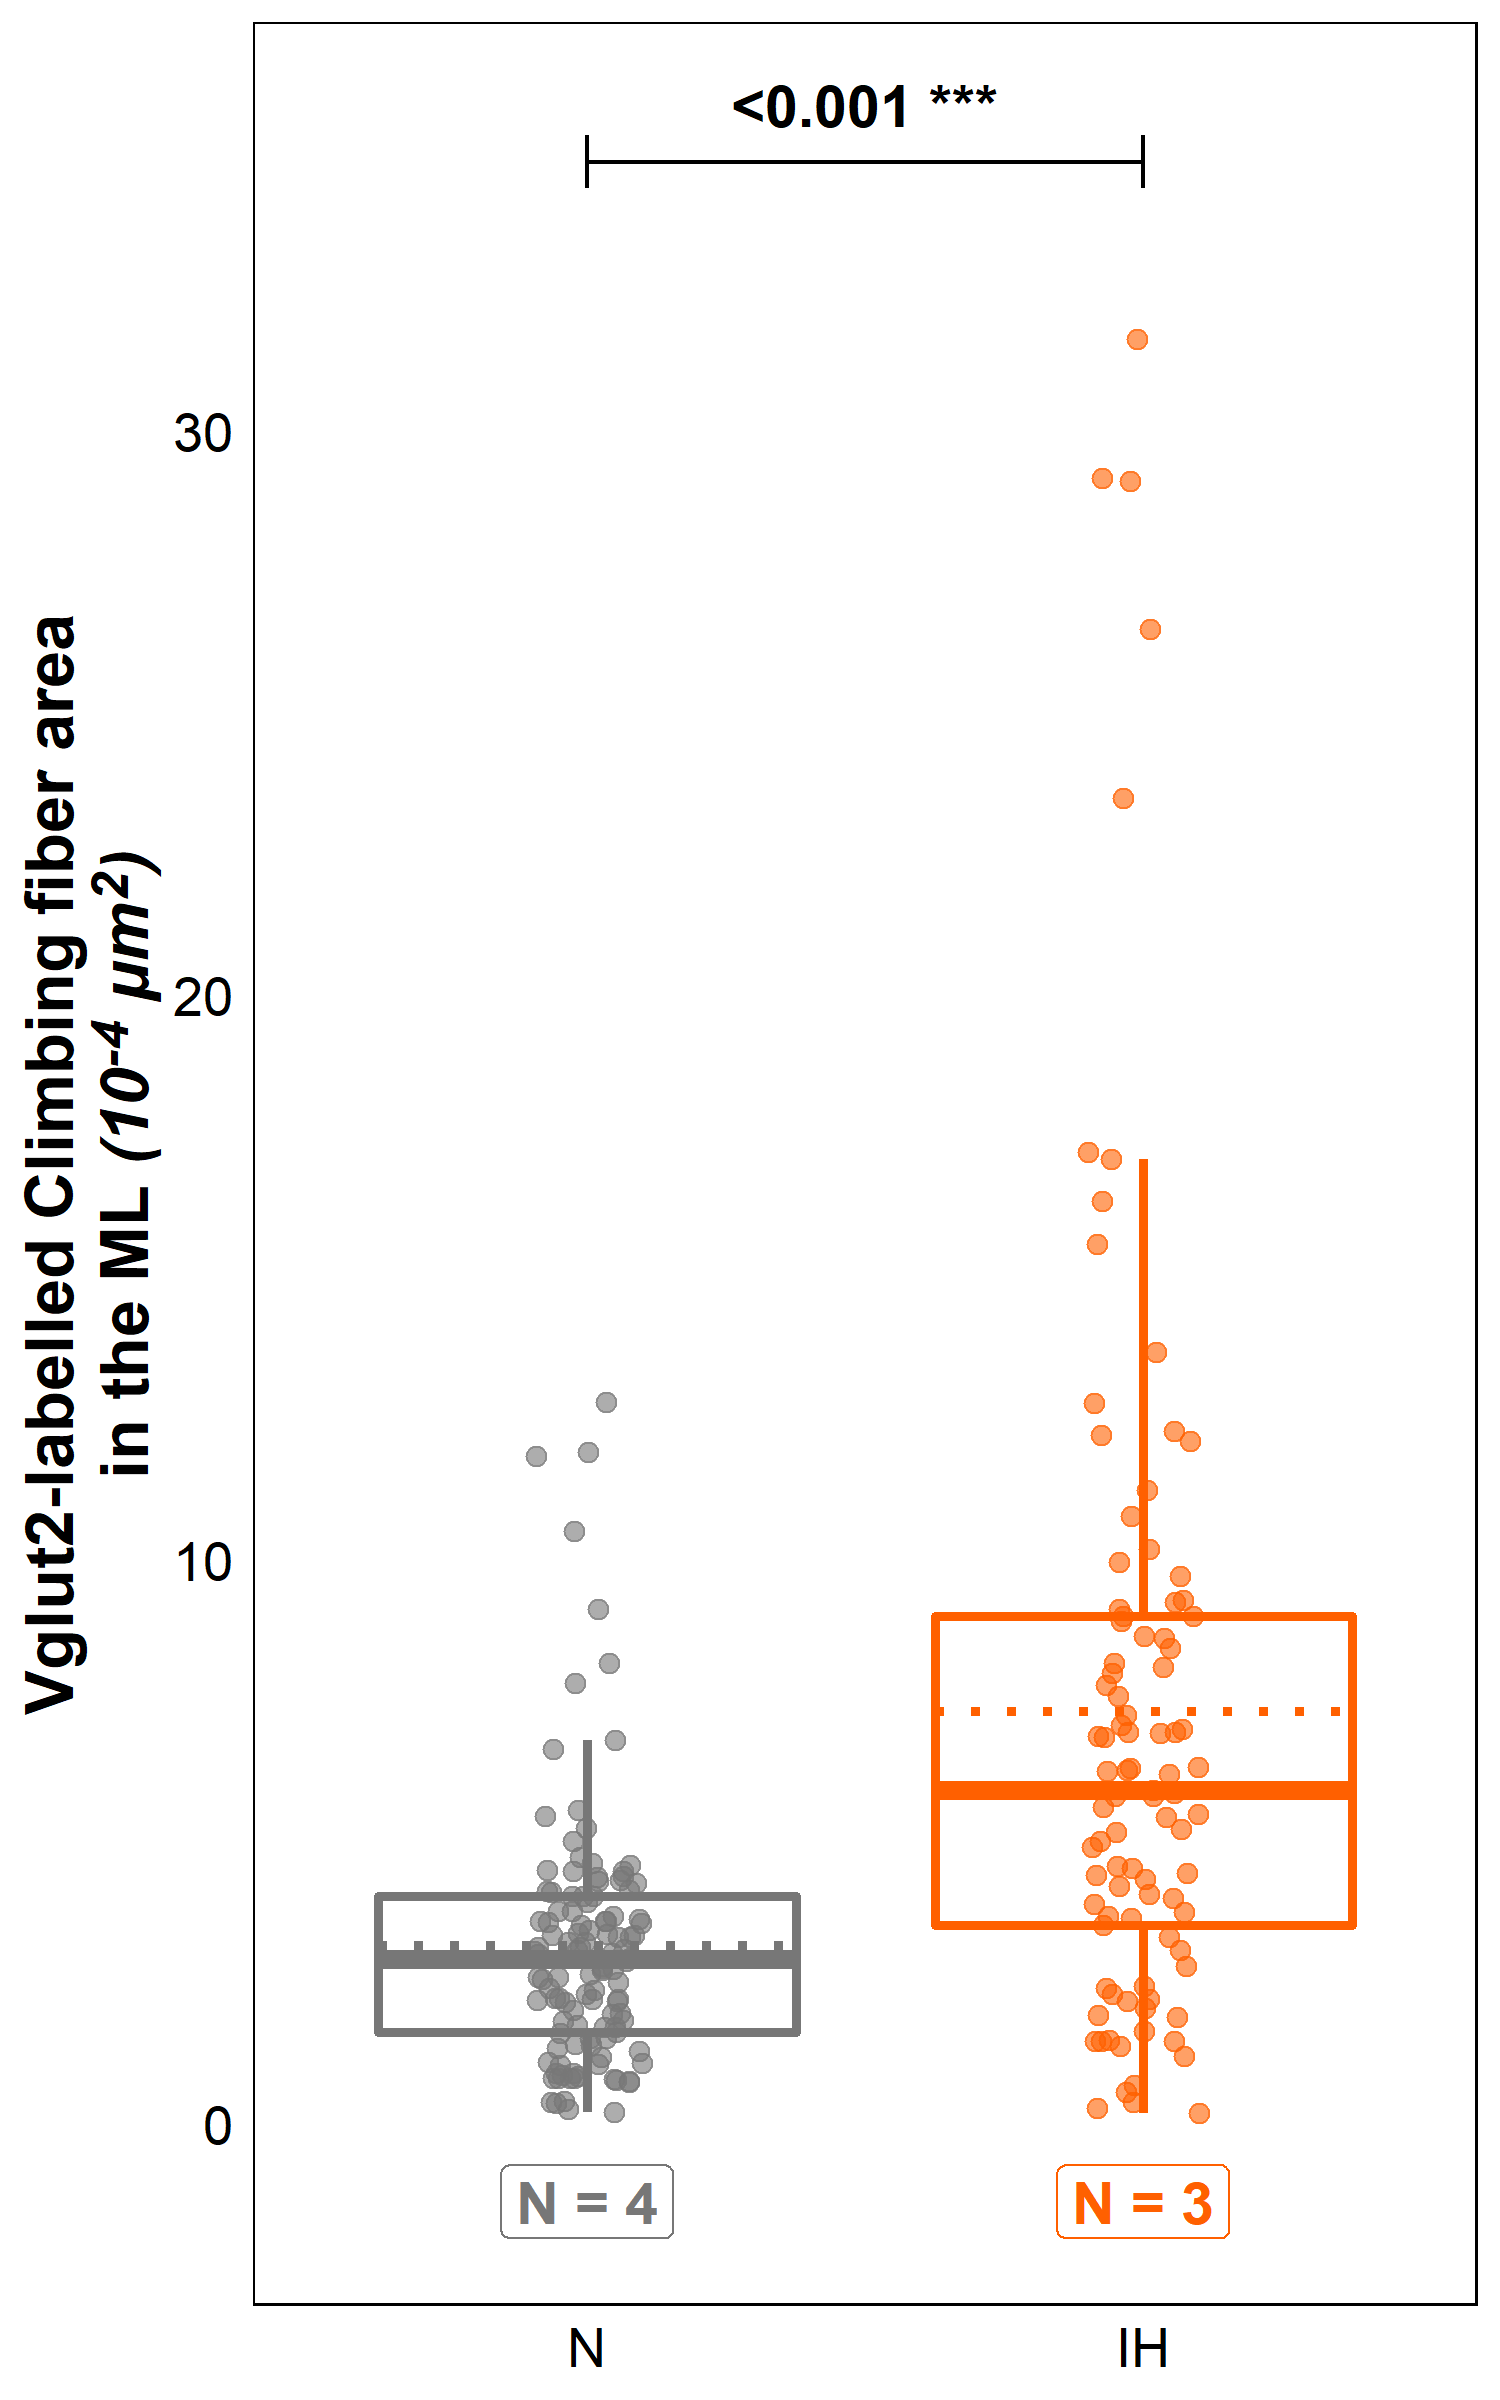 <0.001 ***
Vglut2-labelled Climbing fiber area
in the ML (10⁻⁴ µm²)
30
20
10
0
N = 4
N = 3
N
IH